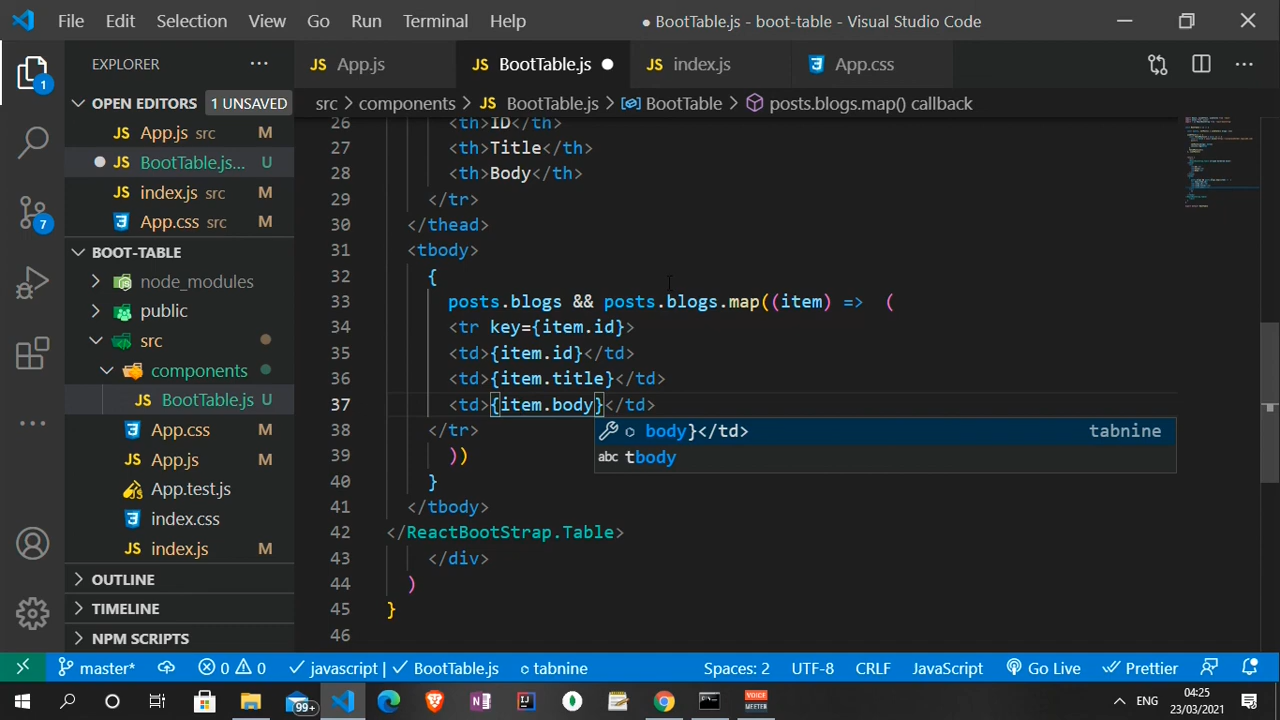 File Edit Selection View Go Run Terminal Help ● BootTable.js - boot-table - Visual Studio Code
EXPLORER ···
JS App.js
JS BootTable.js ●
JS index.js
App.css
···
OPEN EDITORS 1 UNSAVED
JS App.js src M
● JS BootTable.js... U
JS index.js src M
App.css src M
BOOT-TABLE
node_modules
public
src
components
JS BootTable.js U
App.css M
JS App.js M
App.test.js
index.css
JS index.js M
OUTLINE
TIMELINE
NPM SCRIPTS
1
7
src > components > JS BootTable.js > BootTable > posts.blogs.map() callback
26 <th>ID</th>
27 <th>Title</th>
28 <th>Body</th>
29 </tr>
30 </thead>
31 <tbody>
32 {
33 posts.blogs && posts.blogs.map((item) => (
34 <tr key={item.id}>
35 <td>{item.id}</td>
36 <td>{item.title}</td>
37 <td>{item.body}</td>
38 </tr>
39 ))
40 }
41 </tbody>
42 </ReactBootStrap.Table>
43 </div>
44 )
45 }
46
body}</td> tabnine
abc tbody
master* 0 0 javascript | BootTable.js tabnine Spaces: 2 UTF-8 CRLF JavaScript Go Live Prettier
99+ VOICE MEETER ENG 04:25
23/03/2021